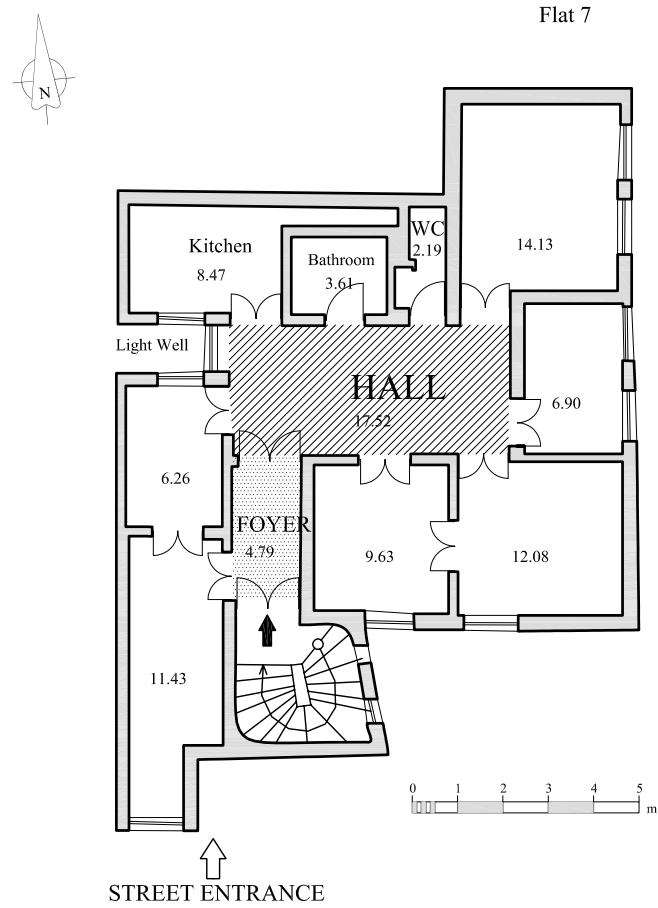 Flat 7
N
WC
2.19
Kitchen
8.47
Bathroom
3.61
14.13
Light Well
HALL
17.52
6.90
6.26
FOYER
4.79
9.63
12.08
11.43
0 1 2 3 4 5
m
STREET ENTRANCE